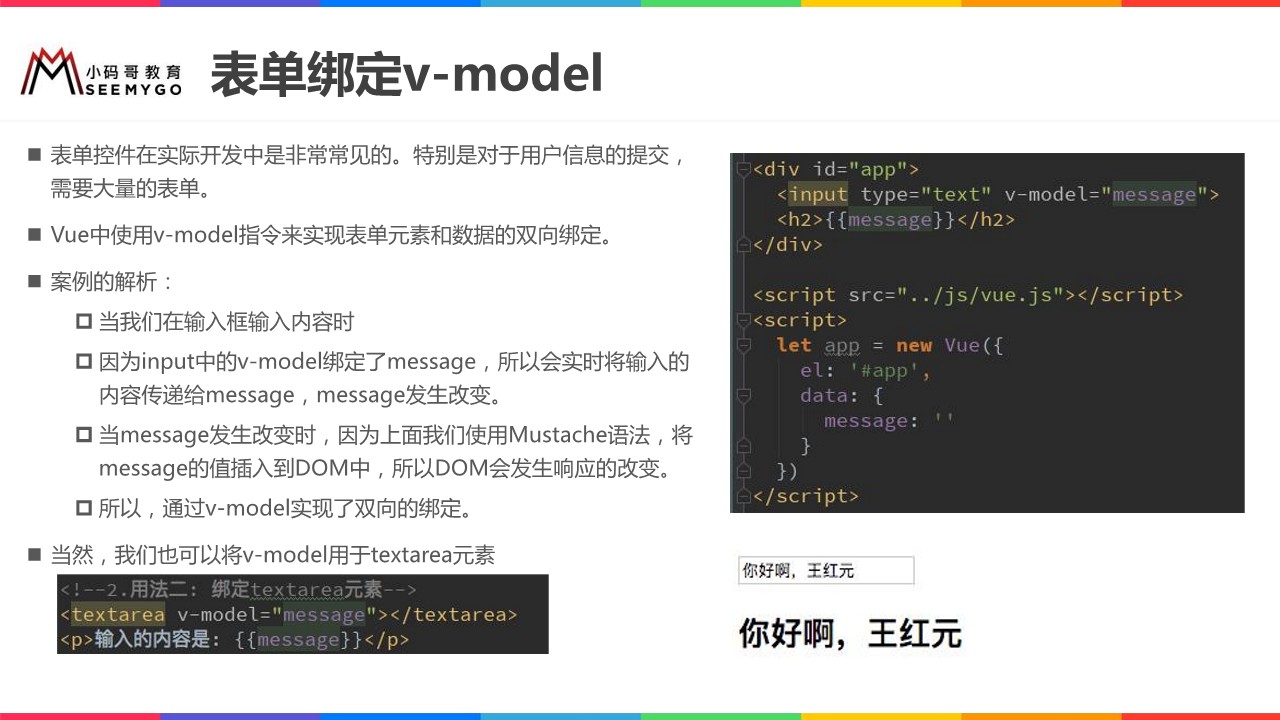 小码哥教育
SEEMYGO
表单绑定v-model
表单控件在实际开发中是非常常见的。特别是对于用户信息的提交，
需要大量的表单。
Vue中使用v-model指令来实现表单元素和数据的双向绑定。
案例的解析：
当我们在输入框输入内容时
因为input中的v-model绑定了message，所以会实时将输入的
内容传递给message，message发生改变。
当message发生改变时，因为上面我们使用Mustache语法，将
message的值插入到DOM中，所以DOM会发生响应的改变。
所以，通过v-model实现了双向的绑定。
当然，我们也可以将v-model用于textarea元素
<!--2.用法二: 绑定textarea元素-->
<textarea v-model="message"></textarea>
<p>输入的内容是: {{message}}</p>
<div id="app">
<input type="text" v-model="message">
<h2>{{message}}</h2>
</div>
<script src="../js/vue.js"></script>
<script>
let app = new Vue({
el: '#app',
data: {
message: ''
}
})
</script>
你好啊，王红元
你好啊，王红元